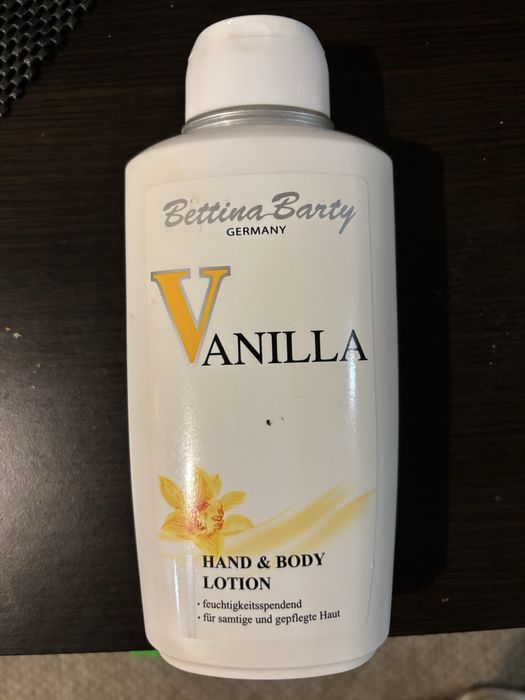 Bettina Barty
GERMANY
VANILLA
HAND & BODY
LOTION
· feuchtigkeitsspendend
· für samtige und gepflegte Haut